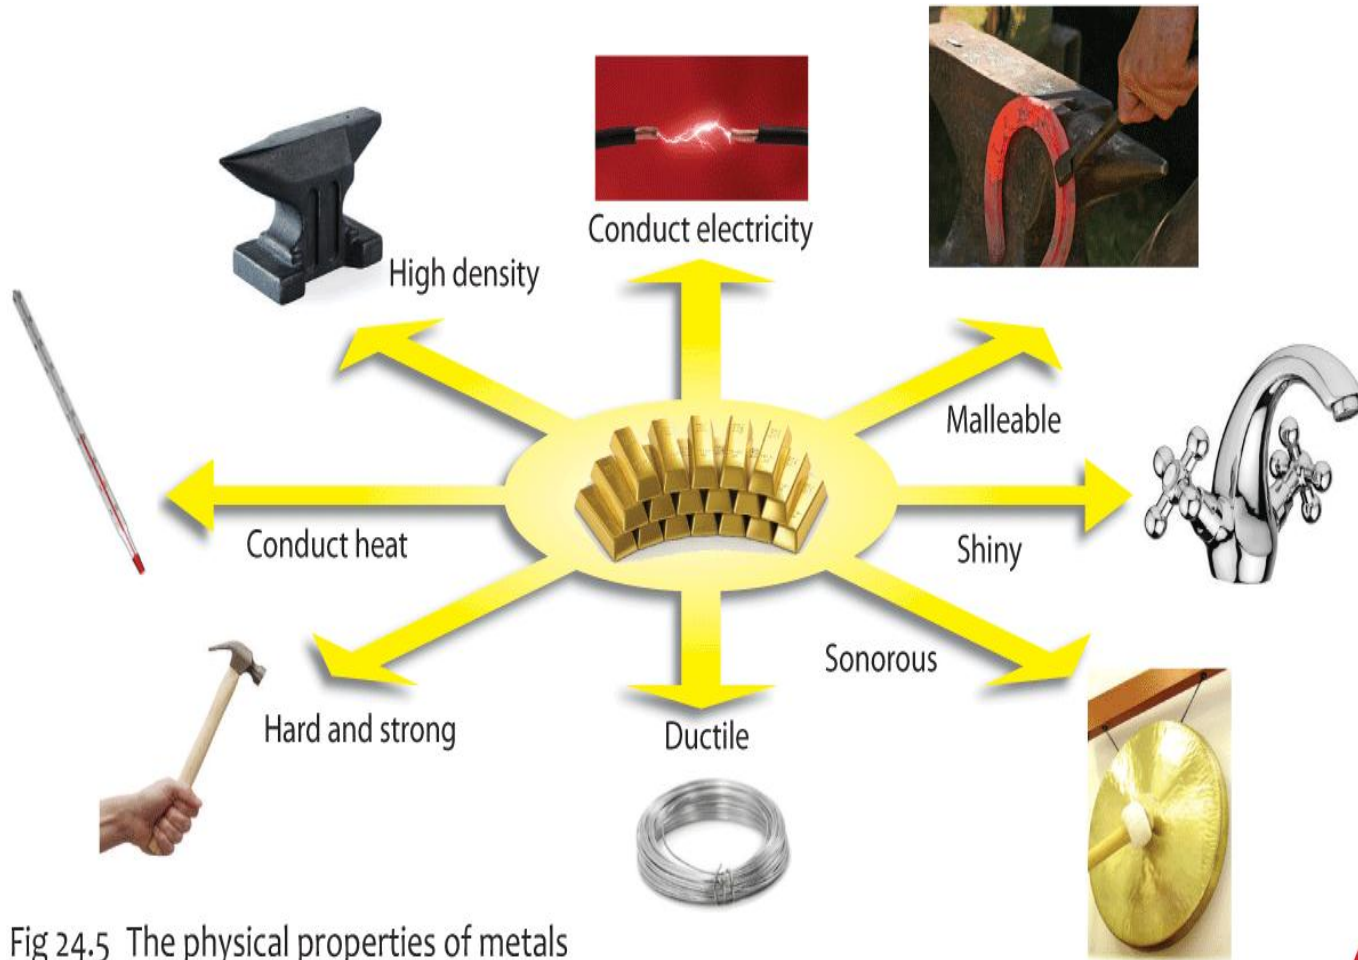 Conduct electricity
High density
Malleable
Conduct heat
Shiny
Sonorous
Hard and strong
Ductile
Fig 24.5 The physical properties of metals